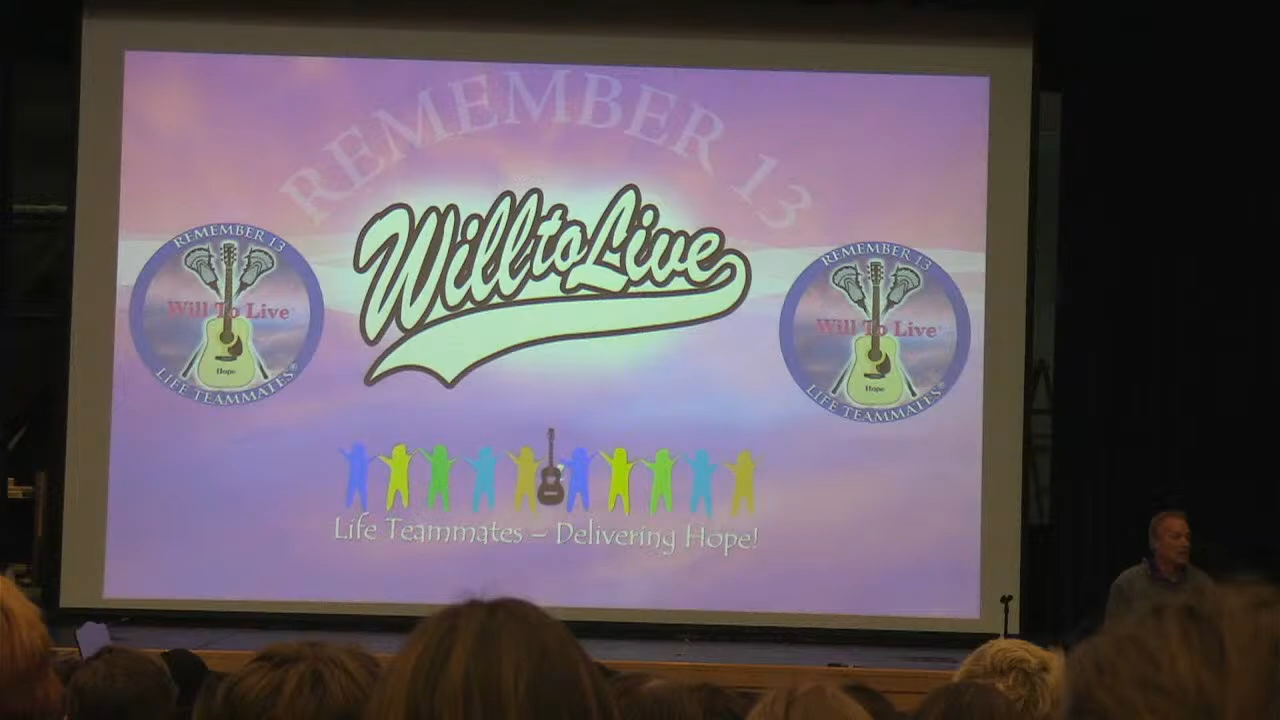 REMEMBER 13
Will to Live
REMEMBER 13
Will To Live
Hope
LIFE TEAMMATES®
REMEMBER 13
Will To Live
Hope
LIFE TEAMMATES®
Life Teammates – Delivering Hope!